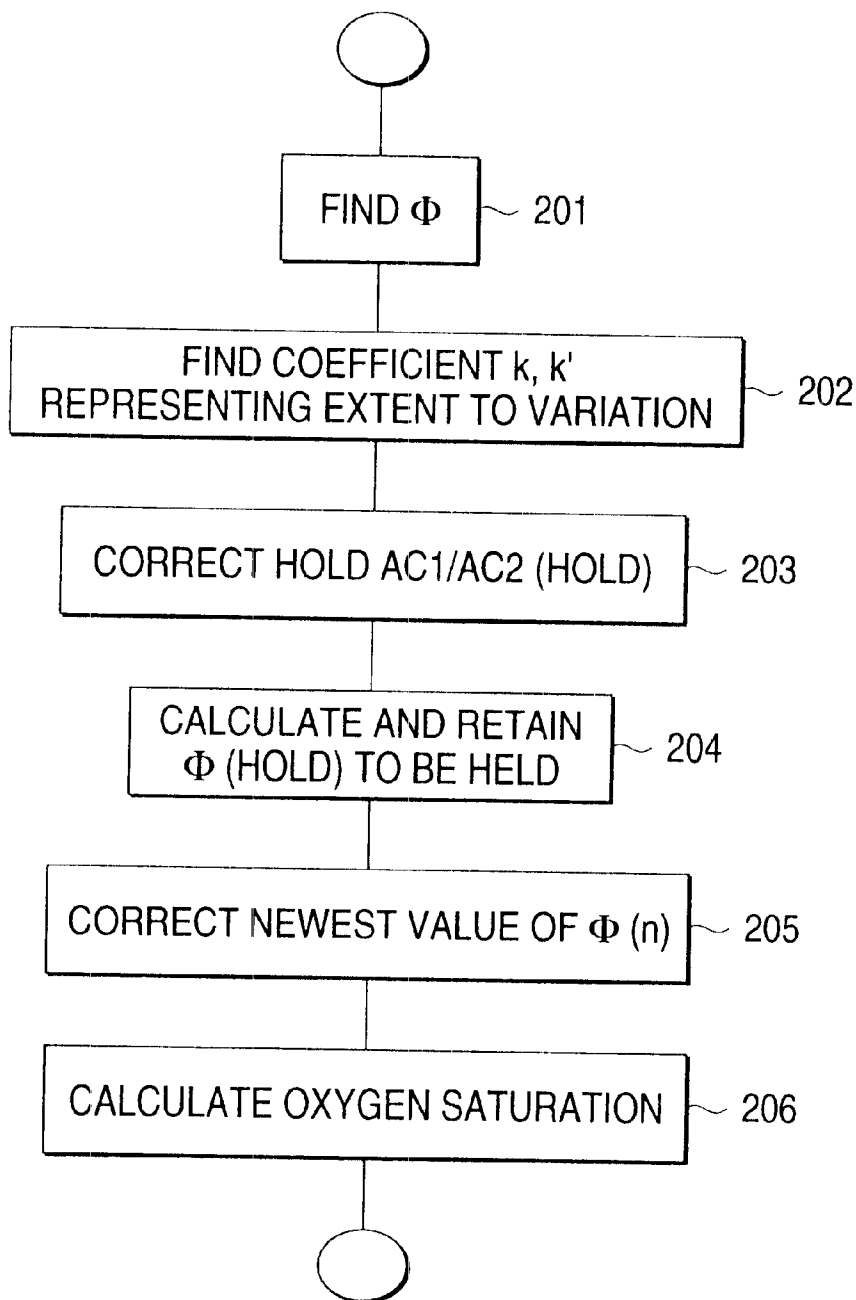 FIND Φ ~ 201
FIND COEFFICIENT k, k'
REPRESENTING EXTENT TO VARIATION ~ 202
CORRECT HOLD AC1/AC2 (HOLD) ~ 203
CALCULATE AND RETAIN
Φ (HOLD) TO BE HELD ~ 204
CORRECT NEWEST VALUE OF Φ (n) ~ 205
CALCULATE OXYGEN SATURATION ~ 206